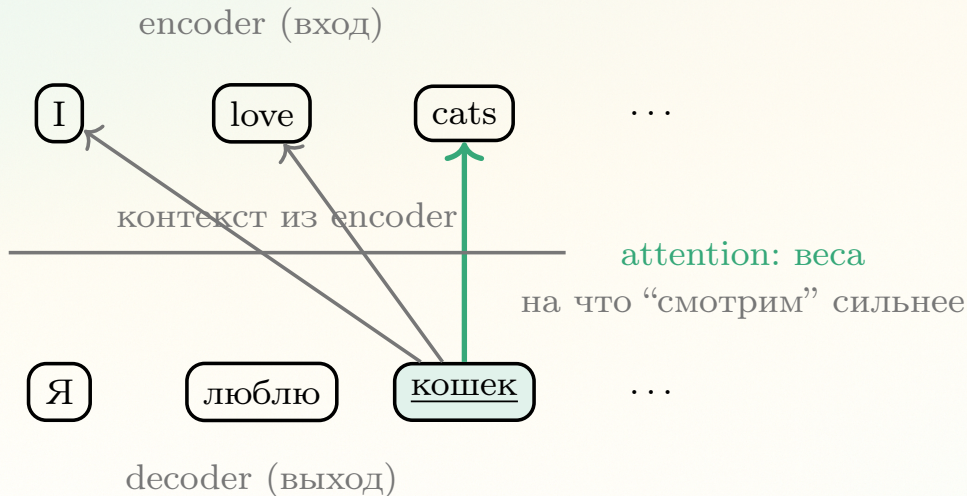 encoder (вход)
I love cats ...
контекст из encoder
attention: веса
на что “смотрим” сильнее
Я люблю кошек ...
decoder (выход)